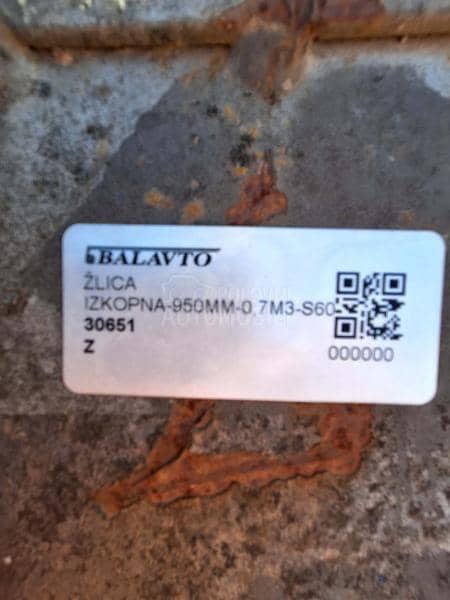 BALAVTO
ŽLICA
IZKOPNA-950MM-0,7M3-S60
30651
Z
000000